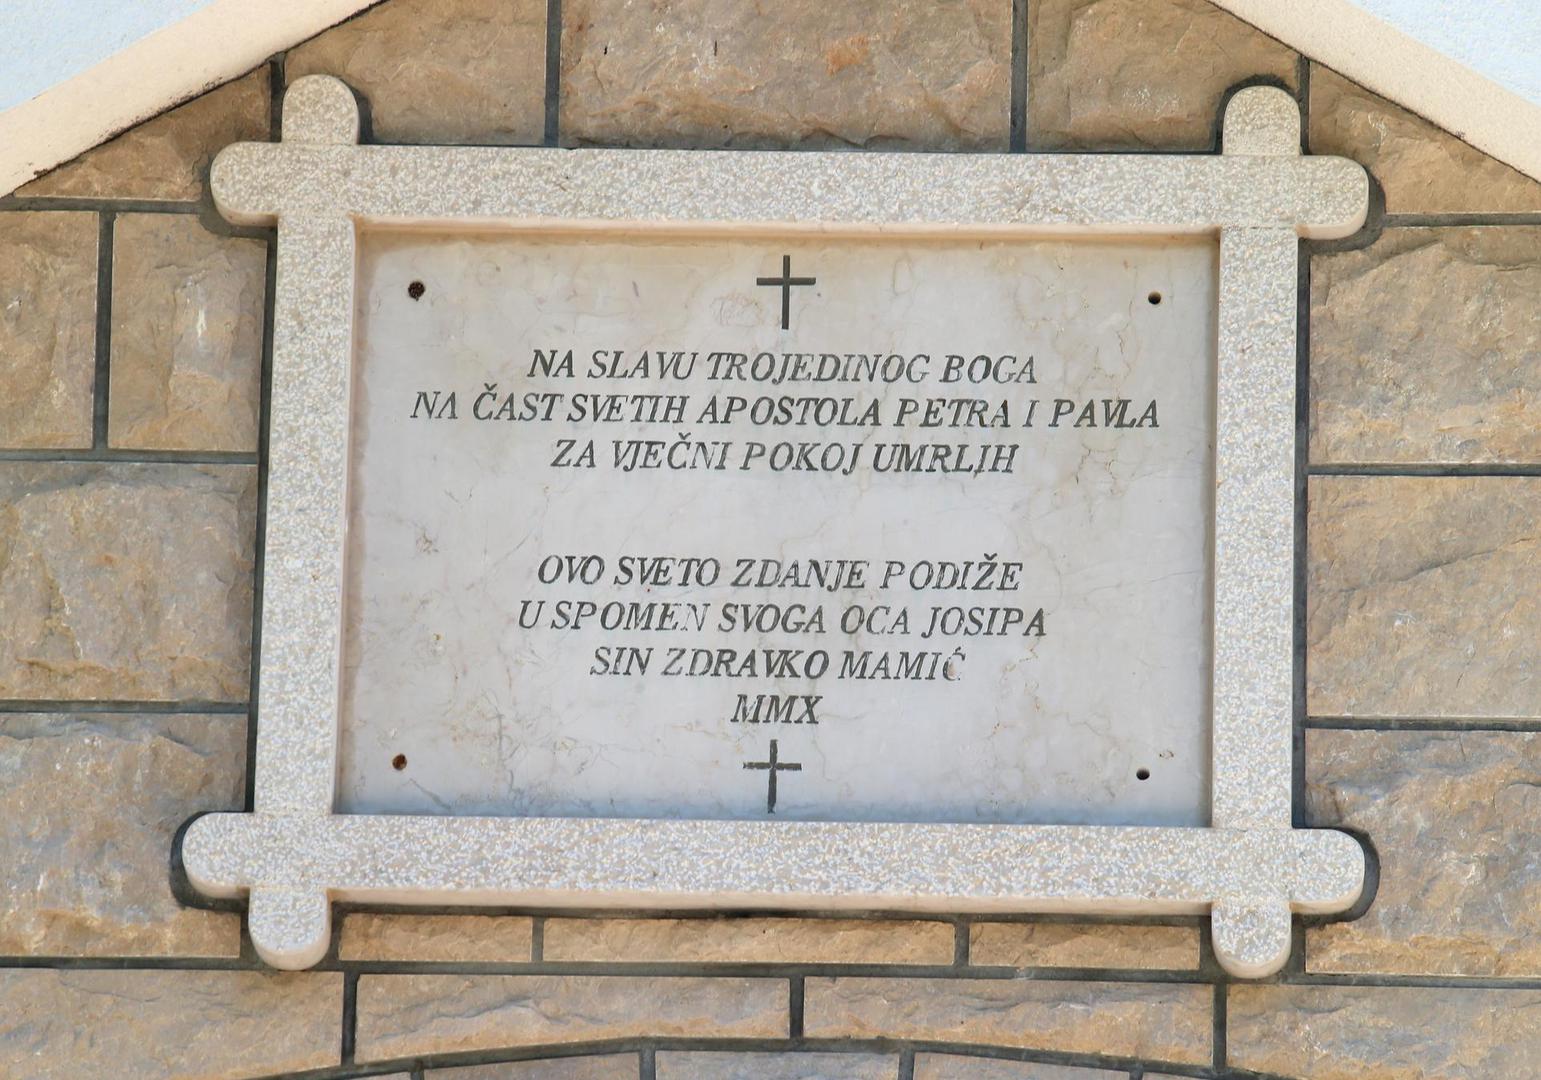 NA SLAVU TROJEDINOG BOGA
NA ČAST SVETIH APOSTOLA PETRA I PAVLA
ZA VJEČNI POKOJ UMRLJH
OVO SVETO ZDANJE PODIŽE
U SPOMEN SVOGA OCA JOSIPA
SIN ZDRAVKO MAMIĆ
MMX